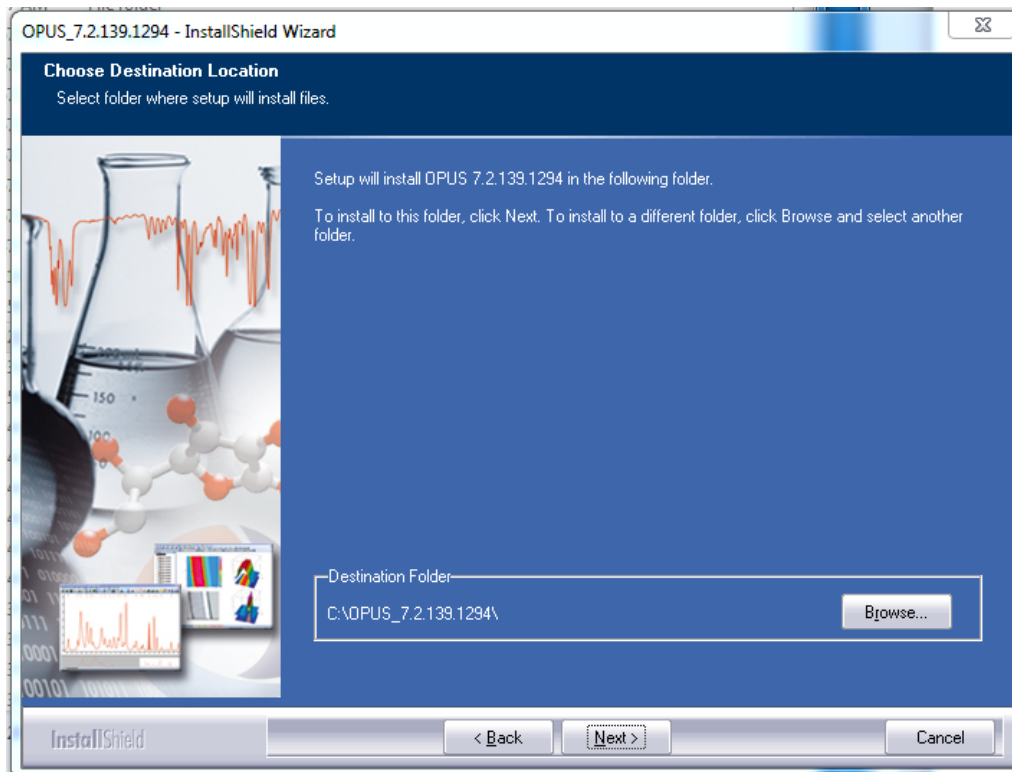 OPUS_7.2.139.1294 - InstallShield Wizard
Choose Destination Location
Select folder where setup will install files.
Setup will install OPUS 7.2.139.1294 in the following folder.
To install to this folder, click Next. To install to a different folder, click Browse and select another
folder.
150
100
0
Destination Folder
C:\OPUS_7.2.139.1294\
Browse...
InstallShield
< Back
Next >
Cancel